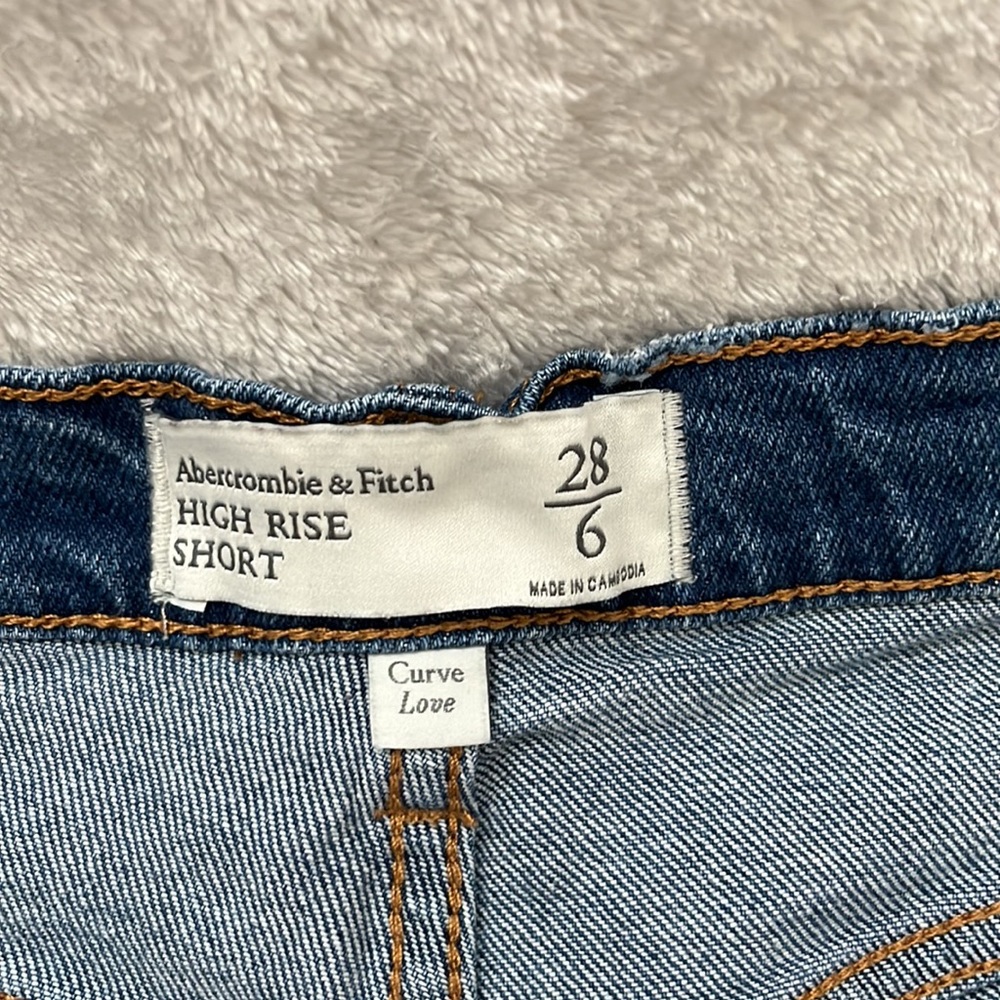 Abercrombie & Fitch
HIGH RISE
SHORT
28
6
MADE IN CAMBODIA
Curve
Love